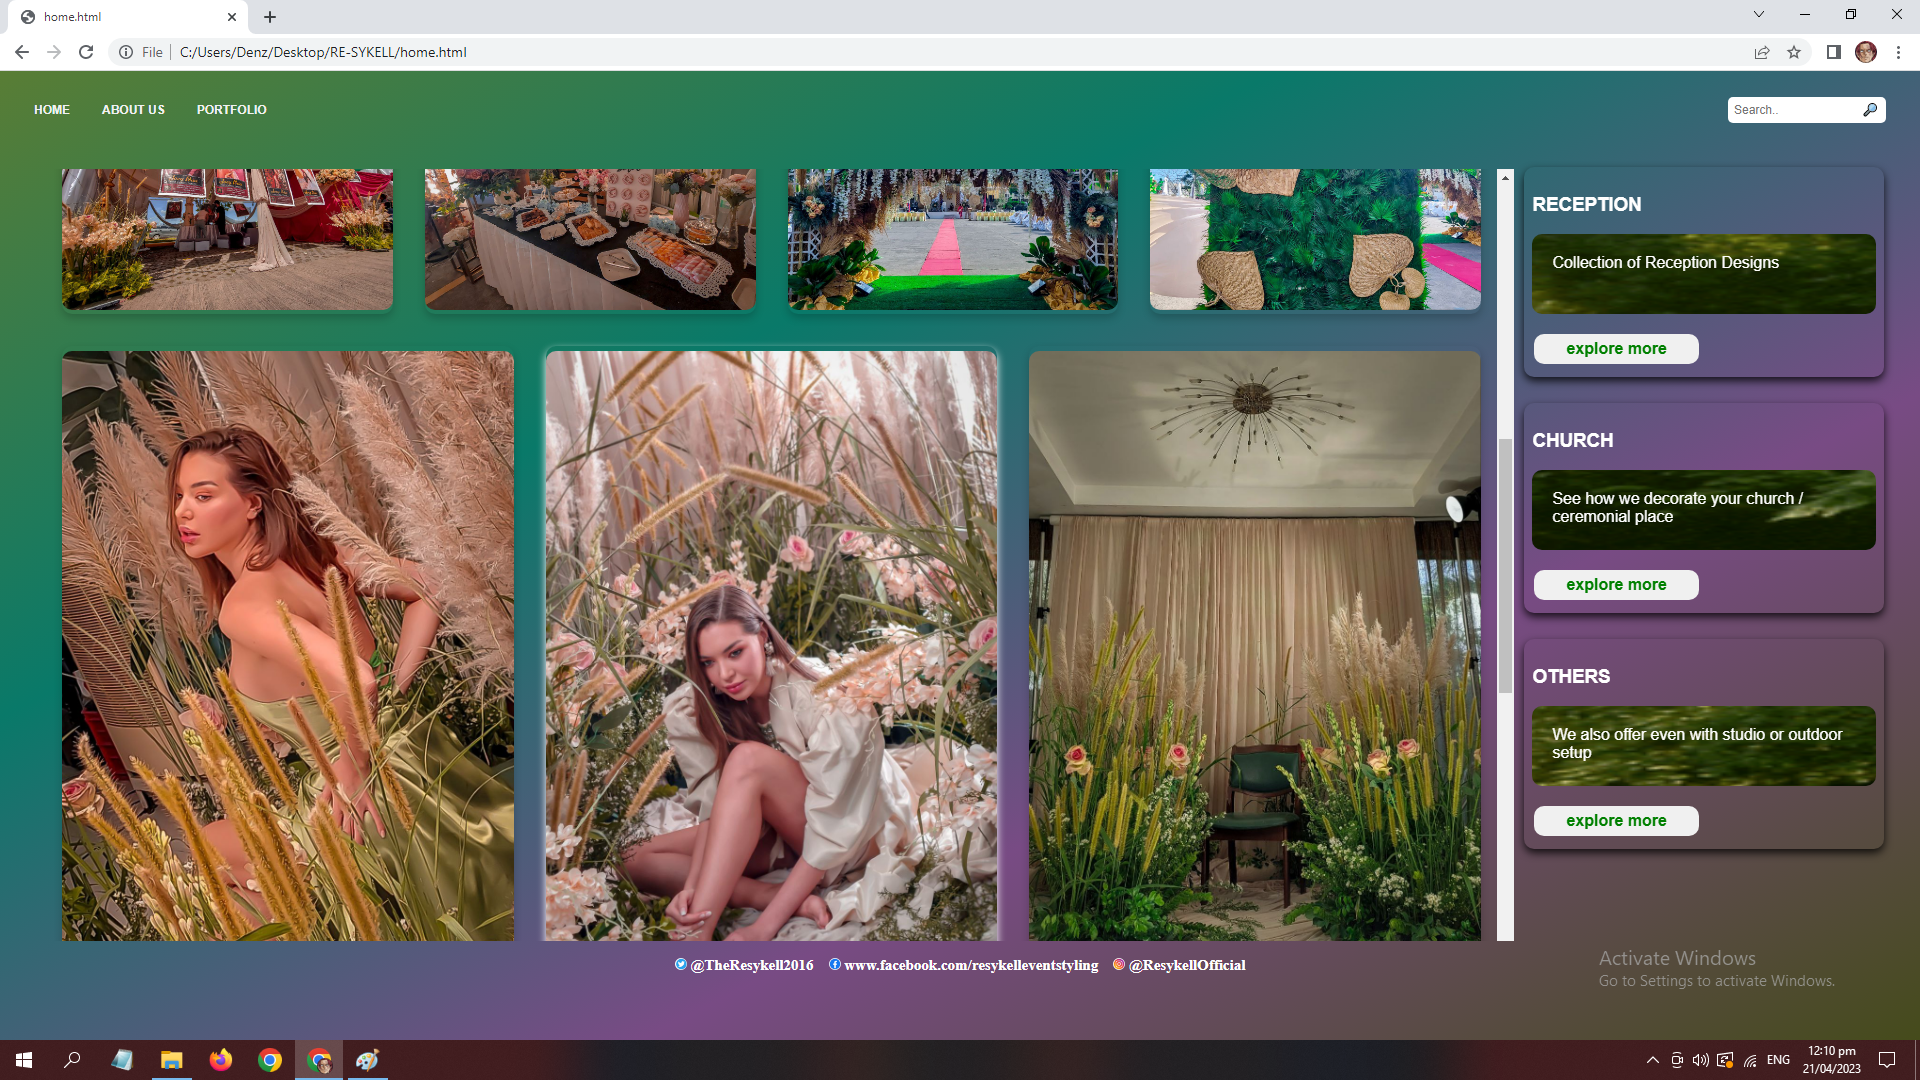 home.html
File
C:/Users/Denz/Desktop/RE-SYKELL/home.html
HOME
ABOUT US
PORTFOLIO
Search..
RECEPTION
Collection of Reception Designs
explore more
CHURCH
See how we decorate your church /
ceremonial place
explore more
OTHERS
We also offer even with studio or outdoor
setup
explore more
@TheResykell2016
www.facebook.com/resykelleventstyling
@ResykellOfficial
Activate Windows
Go to Settings to activate Windows.
ENG
12:10 pm
21/04/2023